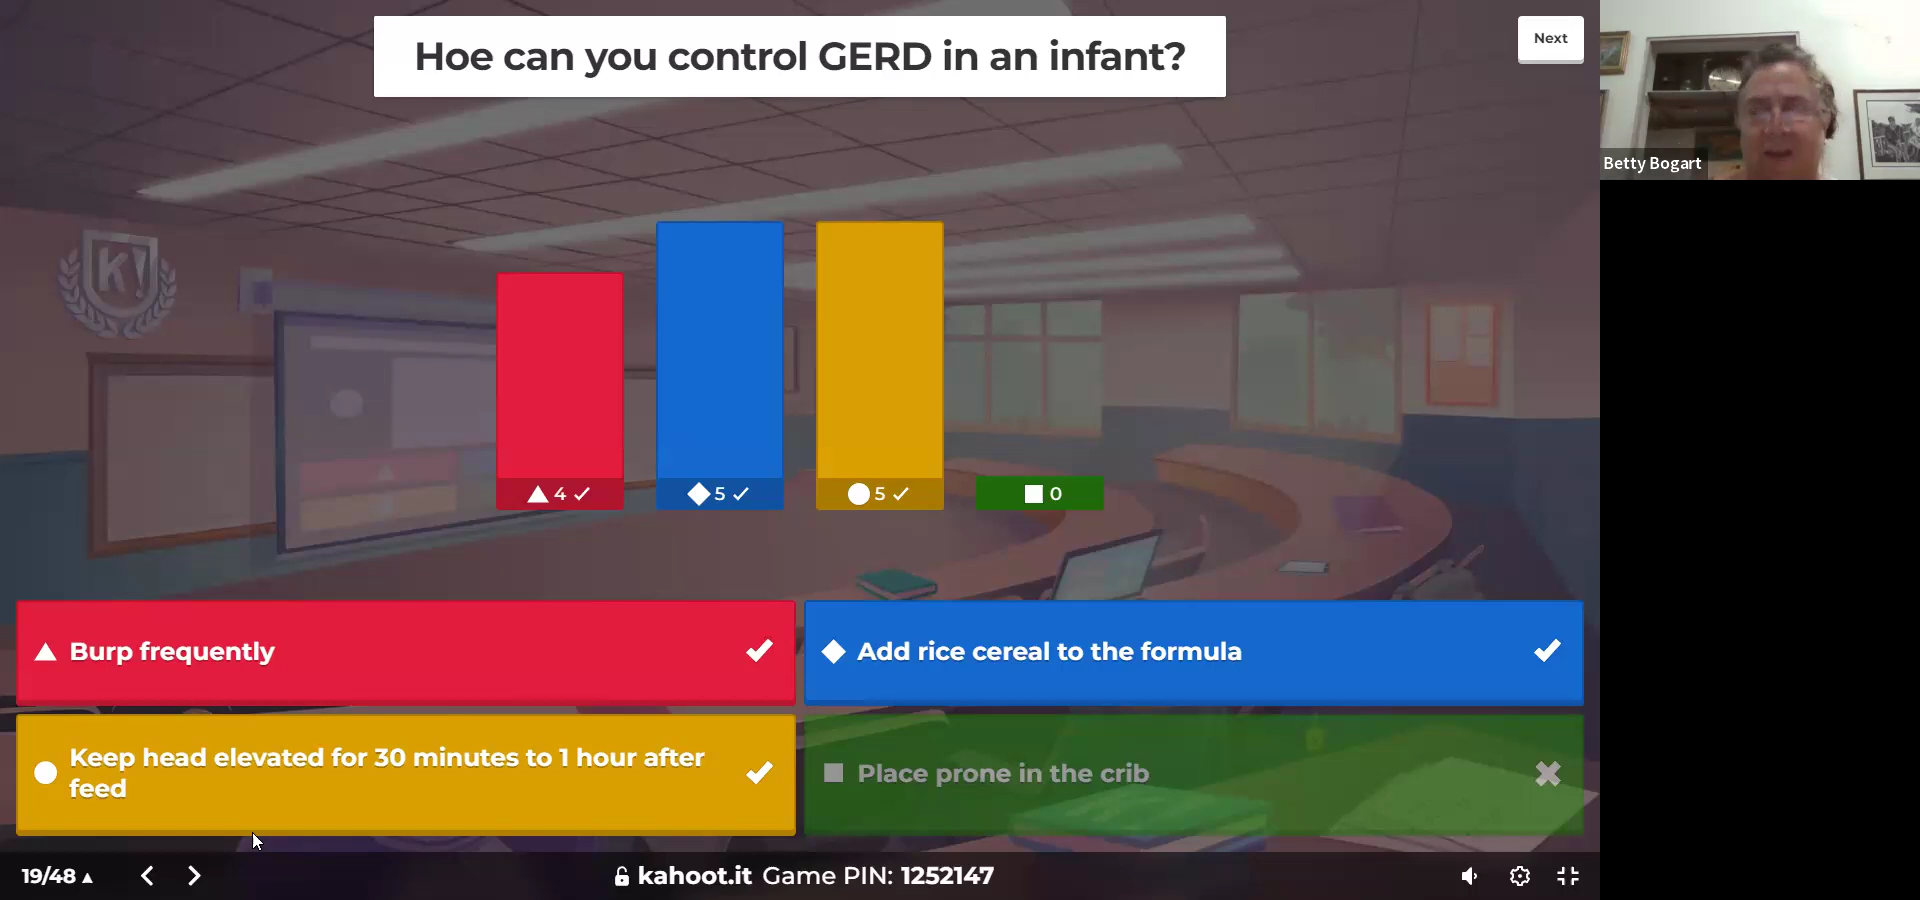 Hoe can you control GERD in an infant?
Next
Betty Bogart
K!
4
5
5
0
Burp frequently
Add rice cereal to the formula
Keep head elevated for 30 minutes to 1 hour after
feed
Place prone in the crib
19/48
kahoot.it Game PIN: 1252147